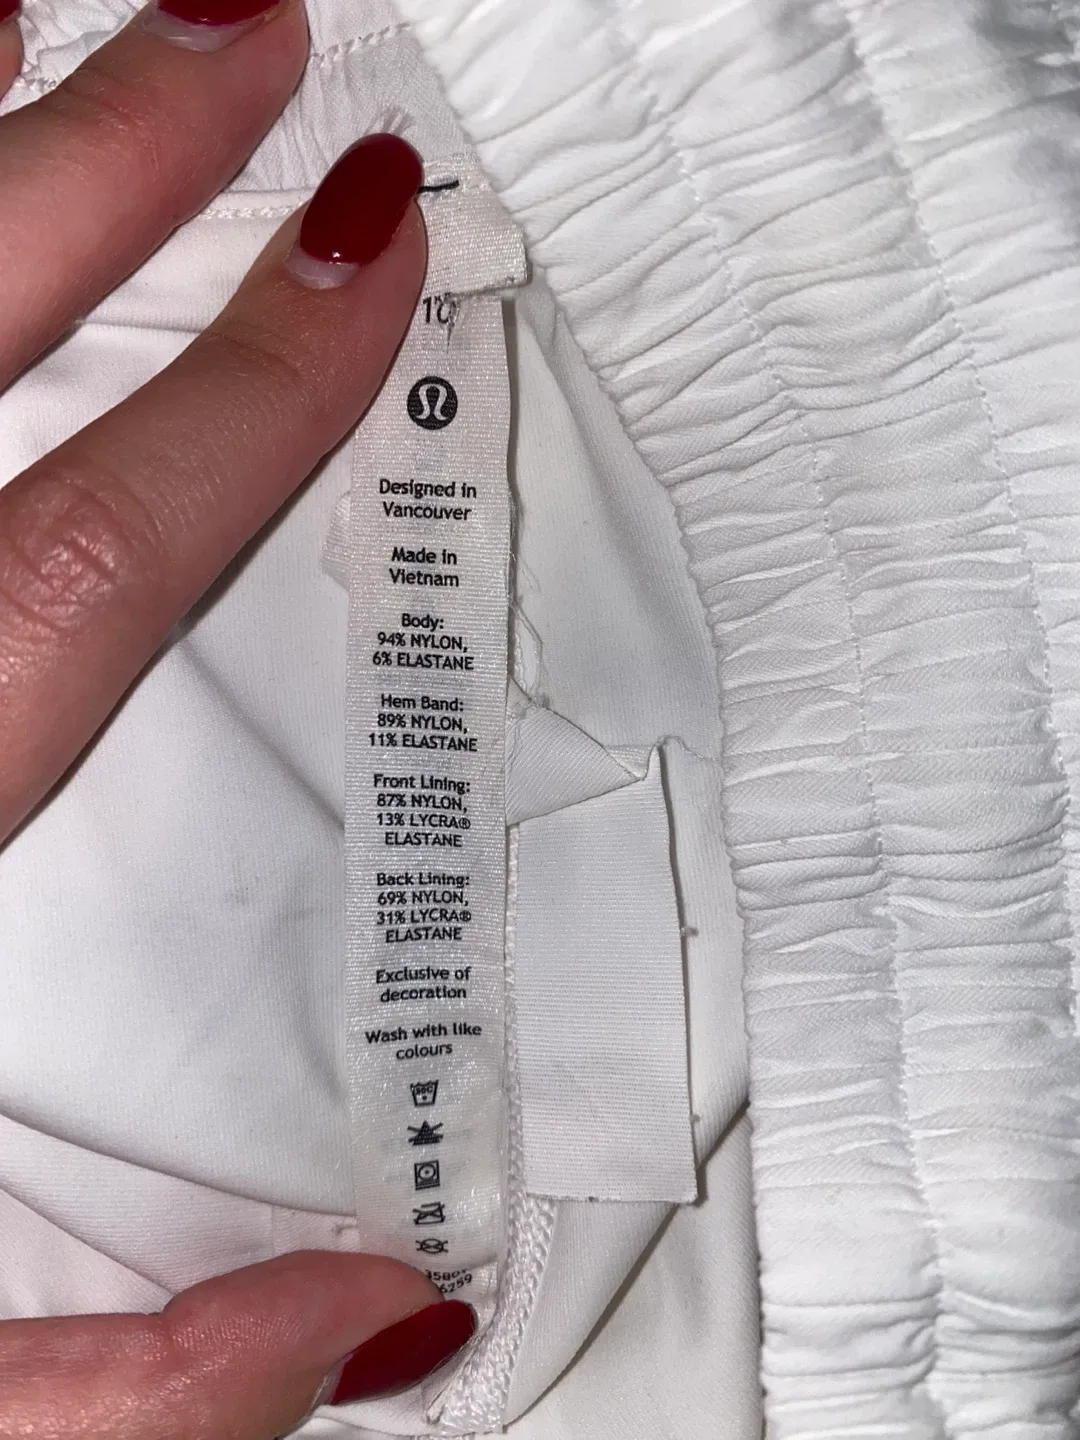 10
Designed in
Vancouver
Made in
Vietnam
Body:
94% NYLON,
6% ELASTANE
Hem Band:
89% NYLON,
11% ELASTANE
Front Lining:
87% NYLON,
13% LYCRA®
ELASTANE
Back Lining:
69% NYLON,
31% LYCRA®
ELASTANE
Exclusive of
decoration
Wash with like
colours
30C